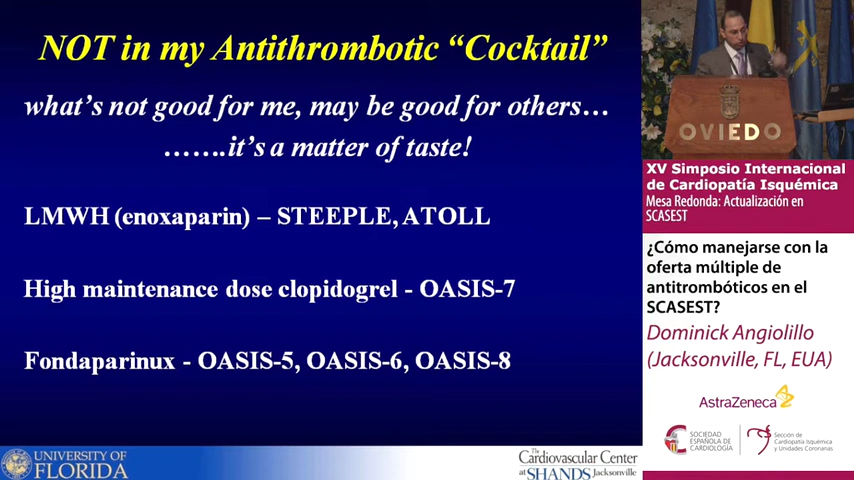 NOT in my Antithrombotic “Cocktail”
what’s not good for me, may be good for others…
…….it’s a matter of taste!
LMWH (enoxaparin) – STEEPLE, ATOLL
High maintenance dose clopidogrel - OASIS-7
Fondaparinux - OASIS-5, OASIS-6, OASIS-8
UNIVERSITY OF
FLORIDA
The
Cardiovascular Center
at SHANDS Jacksonville
OVIEDO
XV Simposio Internacional
de Cardiopatía Isquémica
Mesa Redonda: Actualización en
SCASEST
¿Cómo manejarse con la
oferta múltiple de
antitrombóticos en el
SCASEST?
Dominick Angiolillo
(Jacksonville, FL, EUA)
AstraZeneca
SOCIEDAD
ESPAÑOLA DE
CARDIOLOGÍA
Sección de
Cardiopatía Isquémica
y Unidades Coronarias